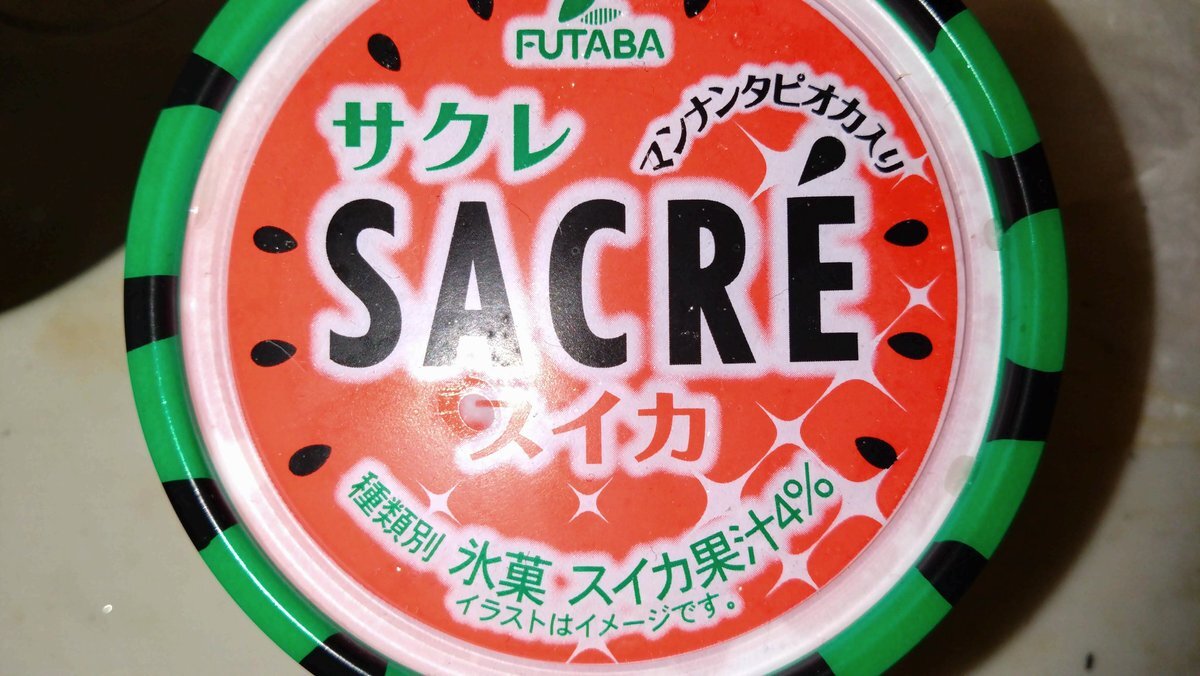 FUTABA
サクレ
マンナンタピオカ入り
SACRÉ
スイカ
種類別 氷菓 スイカ果汁4%
イラストはイメージです。